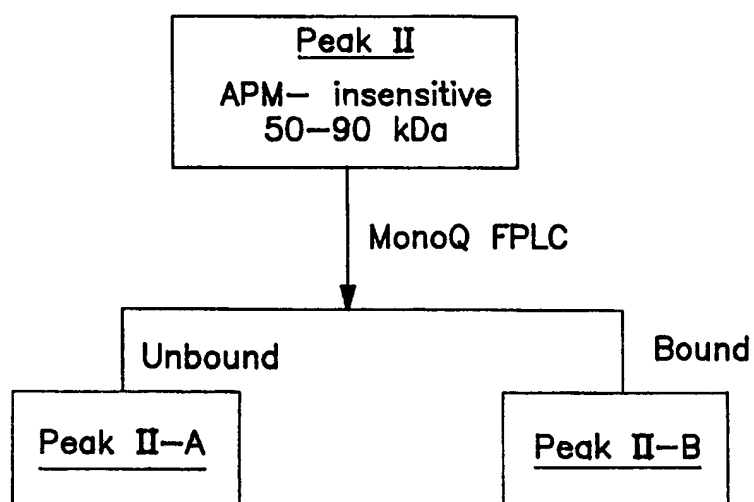 Peak II
APM- insensitive
50-90 kDa
MonoQ FPLC
Unbound
Bound
Peak II-A
Peak II-B